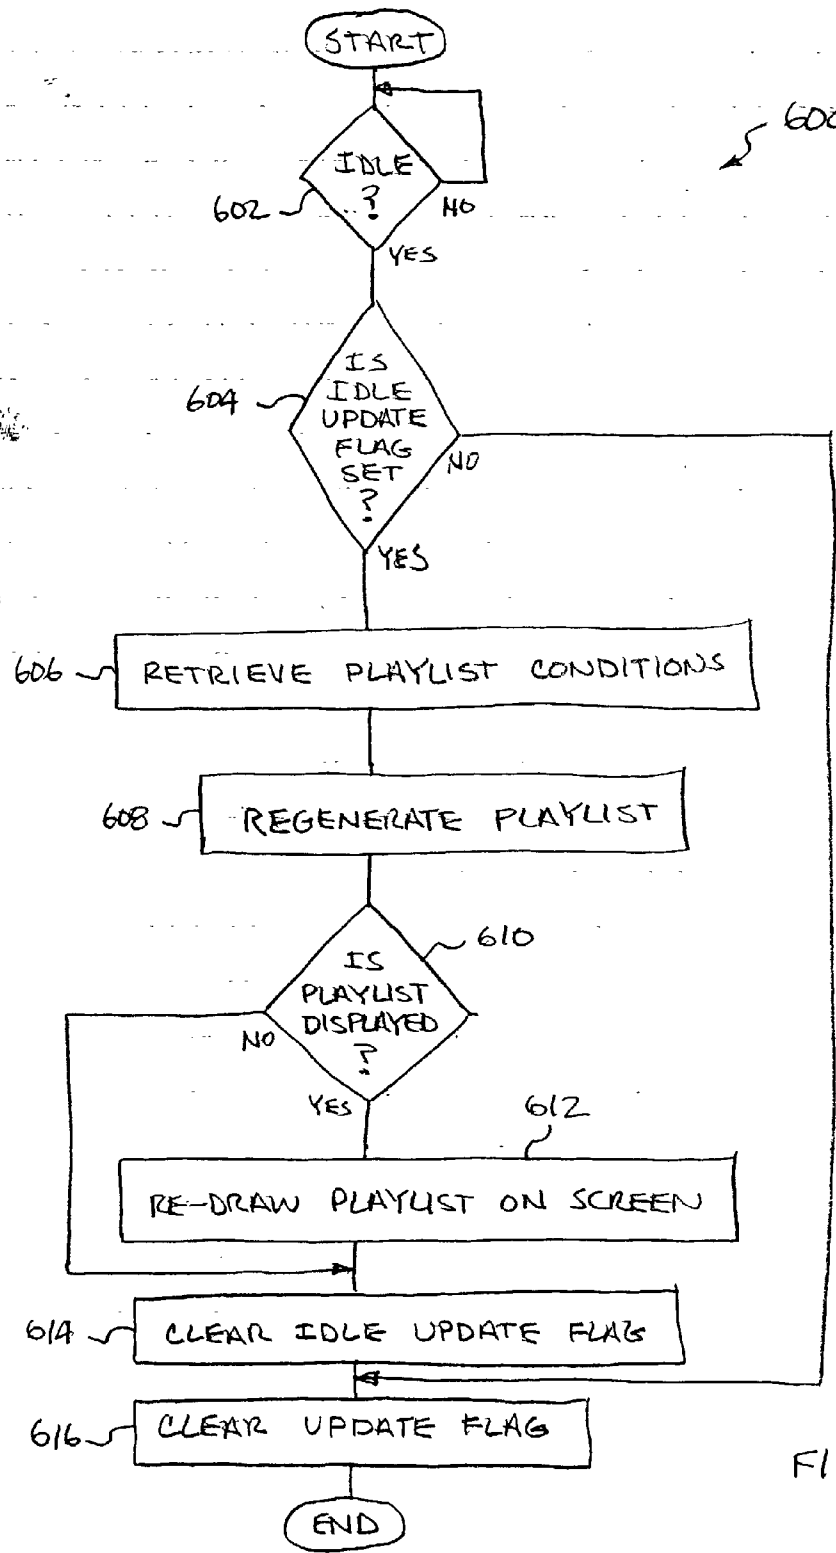 START
600
IDLE
?
602
NO
YES
IS
IDLE
UPDATE
FLAG
SET
?
604
NO
YES
606
RETRIEVE PLAYLIST CONDITIONS
608
REGENERATE PLAYLIST
610
IS
PLAYLIST
DISPLAYED
?
NO
YES
612
RE-DRAW PLAYLIST ON SCREEN
614
CLEAR IDLE UPDATE FLAG
616
CLEAR UPDATE FLAG
FI
END